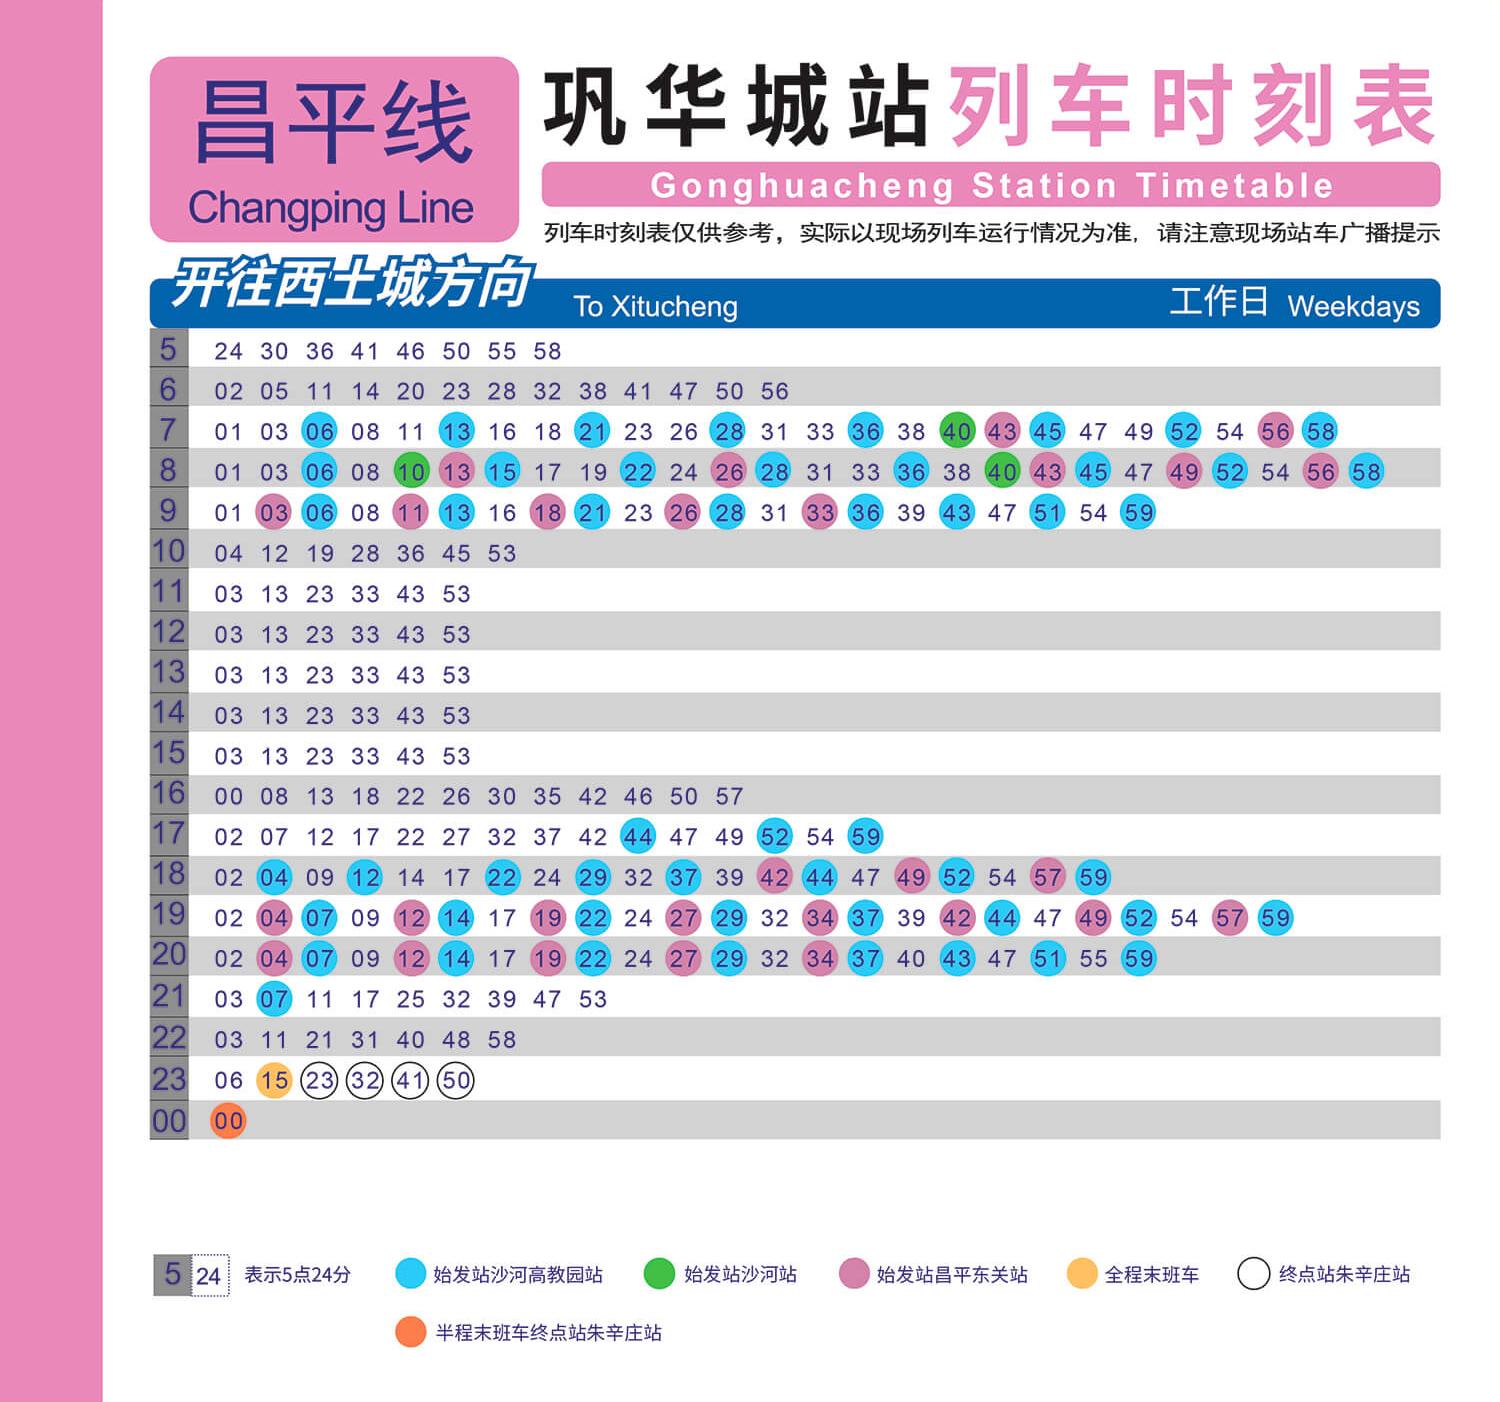 昌平线
Changping Line
巩华城站列车时刻表
Gonghuacheng Station Timetable
列车时刻表仅供参考，实际以现场列车运行情况为准，请注意现场站车广播提示
开往西土城方向 To Xitucheng 工作日 Weekdays
5 24 30 36 41 46 50 55 58
6 02 05 11 14 20 23 28 32 38 41 47 50 56
7 01 03 06 08 11 13 16 18 21 23 26 28 31 33 36 38 40 43 45 47 49 52 54 56 58
8 01 03 06 08 10 13 15 17 19 22 24 26 28 31 33 36 38 40 43 45 47 49 52 54 56 58
9 01 03 06 08 11 13 16 18 21 23 26 28 31 33 36 39 43 47 51 54 59
10 04 12 19 28 36 45 53
11 03 13 23 33 43 53
12 03 13 23 33 43 53
13 03 13 23 33 43 53
14 03 13 23 33 43 53
15 03 13 23 33 43 53
16 00 08 13 18 22 26 30 35 42 46 50 57
17 02 07 12 17 22 27 32 37 42 44 47 49 52 54 59
18 02 04 09 12 14 17 22 24 29 32 37 39 42 44 47 49 52 54 57 59
19 02 04 07 09 12 14 17 19 22 24 27 29 32 34 37 39 42 44 47 49 52 54 57 59
20 02 04 07 09 12 14 17 19 22 24 27 29 32 34 37 40 43 47 51 55 59
21 03 07 11 17 25 32 39 47 53
22 03 11 21 31 40 48 58
23 06 15 23 32 41 50
00 00
5 24 表示5点24分 始发站沙河高教园站 始发站沙河站 始发站昌平东关站 全程末班车 终点站朱辛庄站
半程末班车终点站朱辛庄站